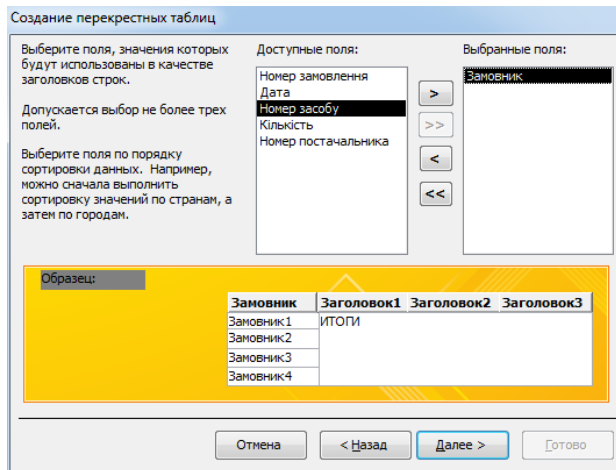 Создание перекрестных таблиц
Выберите поля, значения которых
будут использованы в качестве
заголовков строк.
Допускается выбор не более трех
полей.
Выберите поля по порядку
сортировки данных. Например,
можно сначала выполнить
сортировку значений по странам, а
затем по городам.
Доступные поля:
Номер замовлення
Дата
Номер засобу
Кількість
Номер постачальника
>
>>
<
<<
Выбранные поля:
Замовник
Образец:
Замовник Заголовок1 Заголовок2 Заголовок3
Замовник1 ИТОГИ
Замовник2
Замовник3
Замовник4
Отмена
< Назад
Далее >
Готово